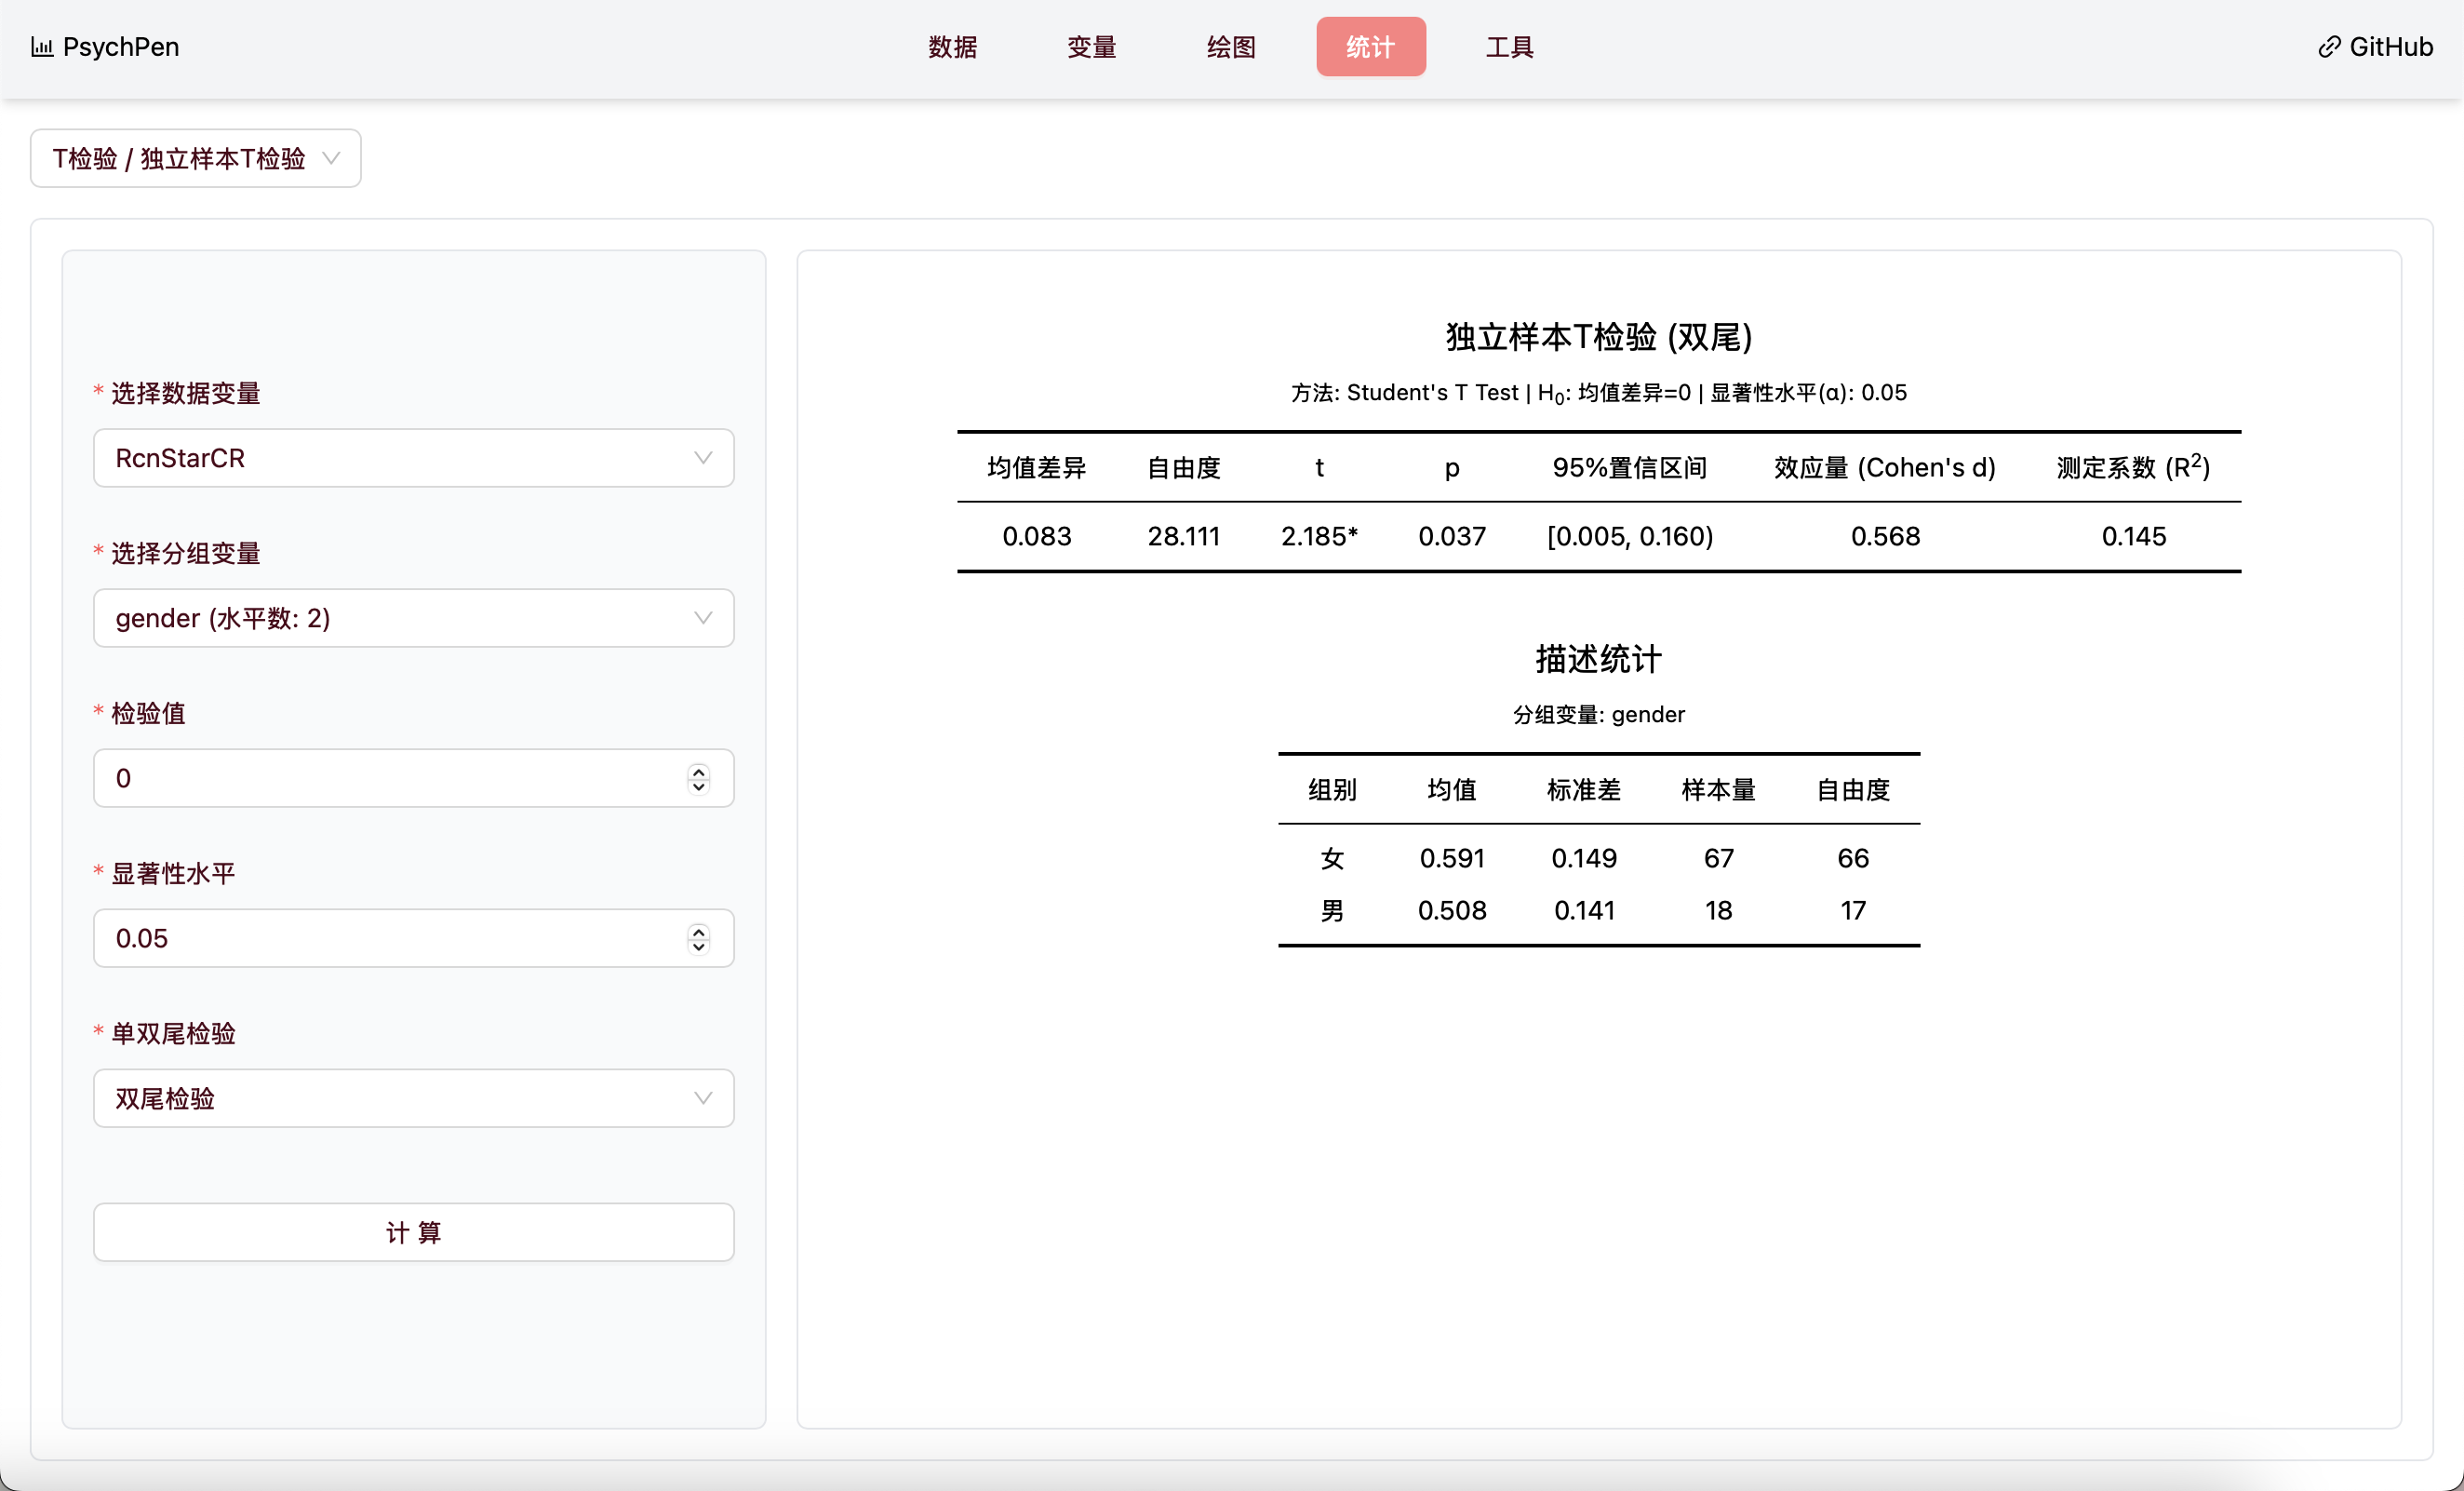 PsychPen 数据 变量 绘图 统计 工具 GitHub
T检验 / 独立样本T检验
* 选择数据变量
RcnStarCR
* 选择分组变量
gender (水平数: 2)
* 检验值
0
* 显著性水平
0.05
* 单双尾检验
双尾检验
计 算
独立样本T检验 (双尾)
方法: Student's T Test | H₀: 均值差异=0 | 显著性水平(α): 0.05
均值差异 自由度 t p 95%置信区间 效应量 (Cohen's d) 测定系数 (R²)
0.083 28.111 2.185* 0.037 [0.005, 0.160) 0.568 0.145
描述统计
分组变量: gender
组别 均值 标准差 样本量 自由度
女 0.591 0.149 67 66
男 0.508 0.141 18 17